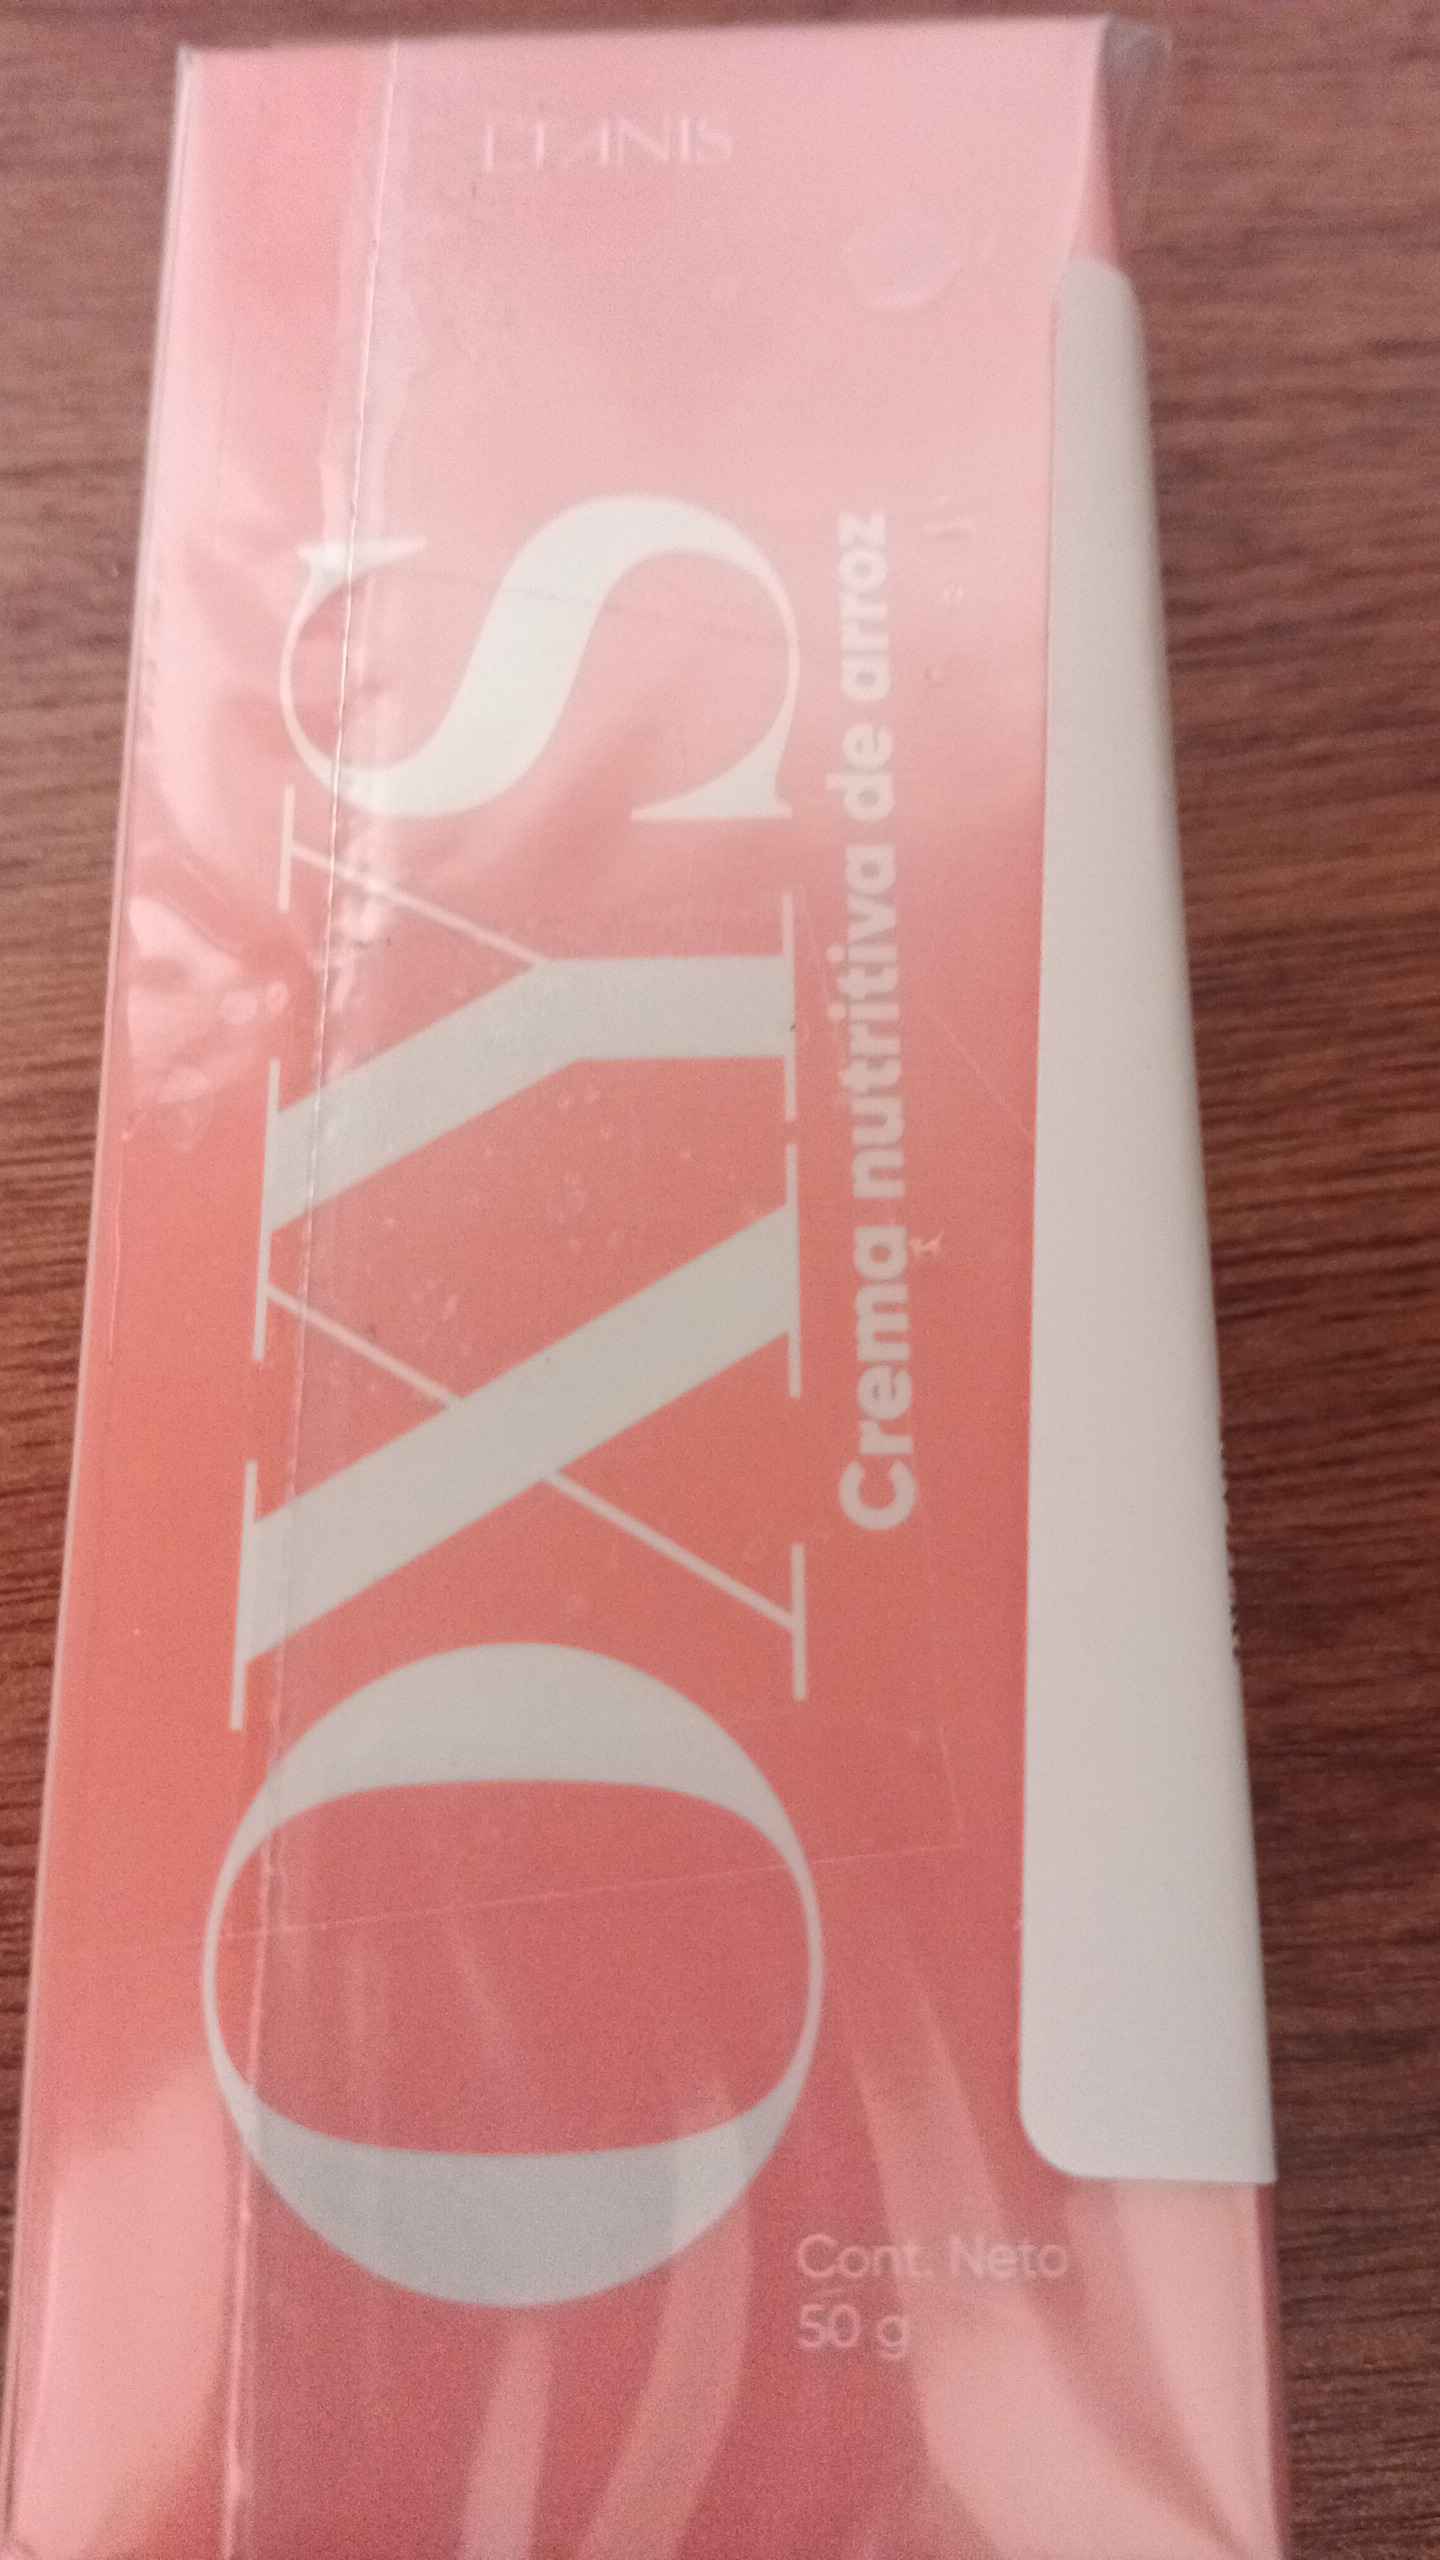 OXYS
Crema nutritiva de arroz
Cont. Neto
50 g